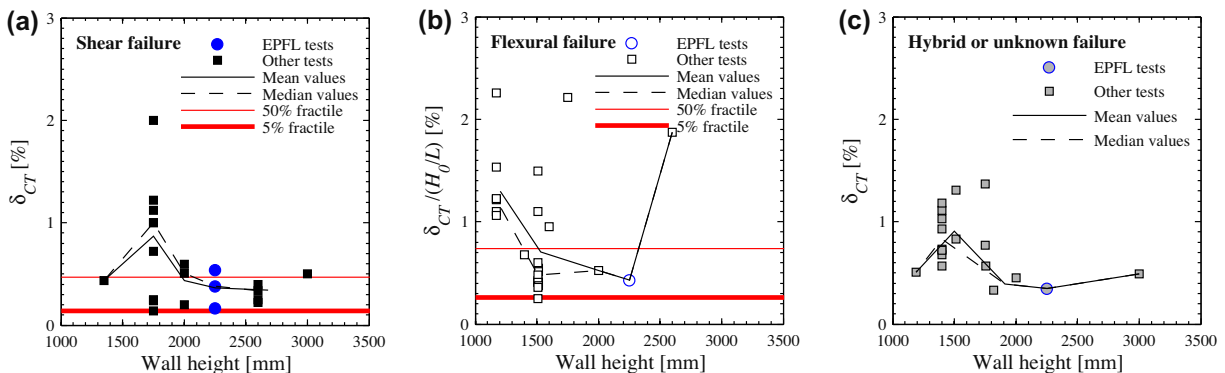 (a)
3
2
1
0
δCT [%]
Shear failure
EPFL tests
Other tests
Mean values
Median values
50% fractile
5% fractile
1000 1500 2000 2500 3000 3500
Wall height [mm]
(b)
3
2
1
0
δCT/(H0/L) [%]
Flexural failure
EPFL tests
Other tests
Mean values
Median values
50% fractile
5% fractile
1000 1500 2000 2500 3000 3500
Wall height [mm]
(c)
3
2
1
0
δCT [%]
Hybrid or unknown failure
EPFL tests
Other tests
Mean values
Median values
1000 1500 2000 2500 3000 3500
Wall height [mm]